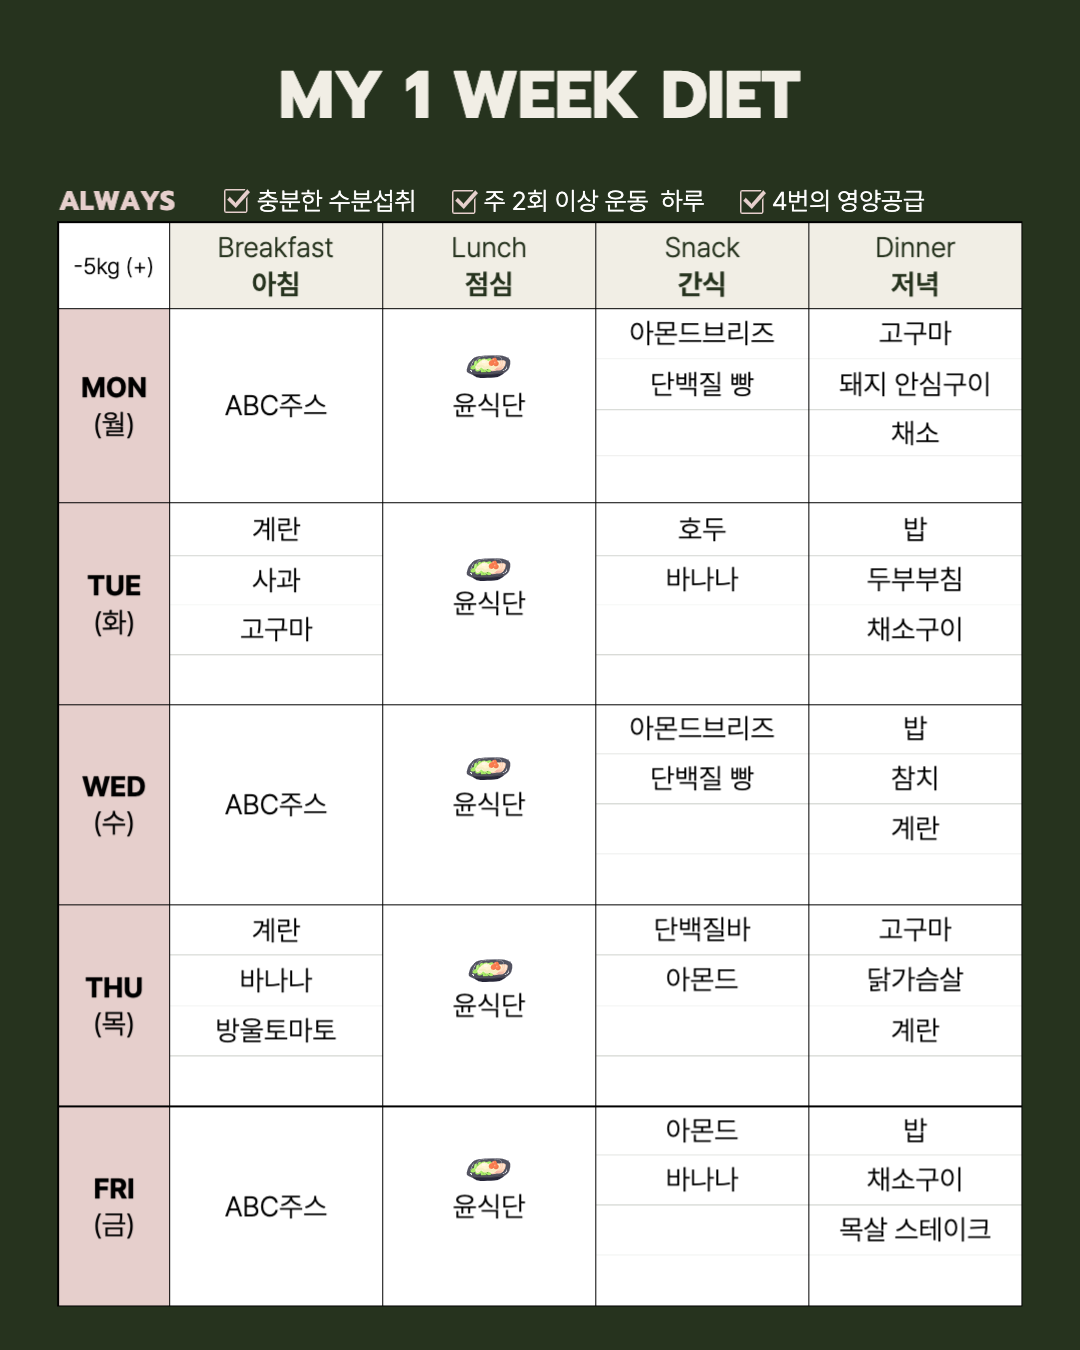 MY 1 WEEK DIET
ALWAYS 충분한 수분섭취 주 2회 이상 운동 하루 4번의 영양공급
-5kg (+)
Breakfast
아침
Lunch
점심
Snack
간식
Dinner
저녁
MON
(월)
ABC주스
윤식단
아몬드브리즈
단백질 빵
고구마
돼지 안심구이
채소
TUE
(화)
계란
사과
고구마
윤식단
호두
바나나
밥
두부부침
채소구이
WED
(수)
ABC주스
윤식단
아몬드브리즈
단백질 빵
밥
참치
계란
THU
(목)
계란
바나나
방울토마토
윤식단
단백질바
아몬드
고구마
닭가슴살
계란
FRI
(금)
ABC주스
윤식단
아몬드
바나나
밥
채소구이
목살 스테이크